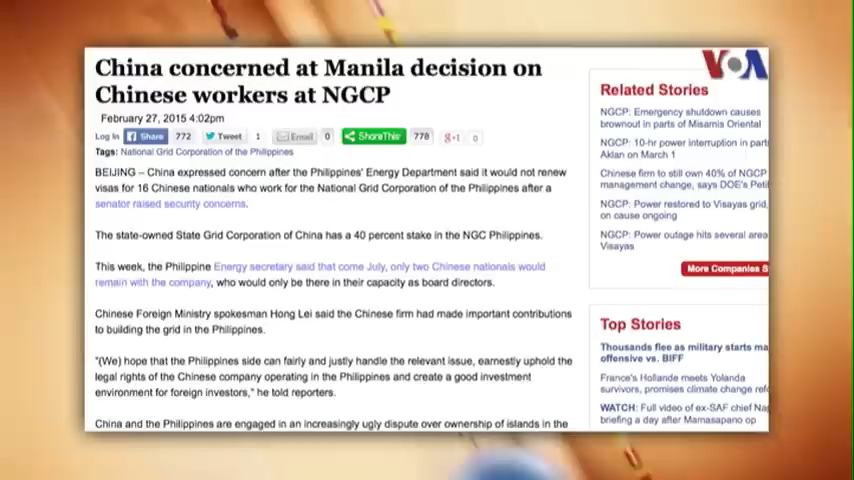 VOA
China concerned at Manila decision on
Chinese workers at NGCP
February 27, 2015 4:02pm
Log In Share 772 Tweet 1 Email 0 ShareThis 778 g+1 0
Tags: National Grid Corporation of the Philippines
BEIJING – China expressed concern after the Philippines' Energy Department said it would not renew
visas for 16 Chinese nationals who work for the National Grid Corporation of the Philippines after a
senator raised security concerns.
The state-owned State Grid Corporation of China has a 40 percent stake in the NGC Philippines.
This week, the Philippine Energy secretary said that come July, only two Chinese nationals would
remain with the company, who would only be there in their capacity as board directors.
Chinese Foreign Ministry spokesman Hong Lei said the Chinese firm had made important contributions
to building the grid in the Philippines.
"(We) hope that the Philippines side can fairly and justly handle the relevant issue, earnestly uphold the
legal rights of the Chinese company operating in the Philippines and create a good investment
environment for foreign investors," he told reporters.
China and the Philippines are engaged in an increasingly ugly dispute over ownership of islands in the
Related Stories
NGCP: Emergency shutdown causes
brownout in parts of Misamis Oriental
NGCP: 10-hr power interruption in part
Aklan on March 1
Chinese firm to still own 40% of NGCP
management change, says DOE's Peti
NGCP: Power restored to Visayas grid,
on cause ongoing
NGCP: Power outage hits several area
Visayas
More Companies S
Top Stories
Thousands flee as military starts ma
offensive vs. BIFF
France's Hollande meets Yolanda
survivors, promises climate change ref
WATCH: Full video of ex-SAF chief Na
briefing a day after Mamasapano op